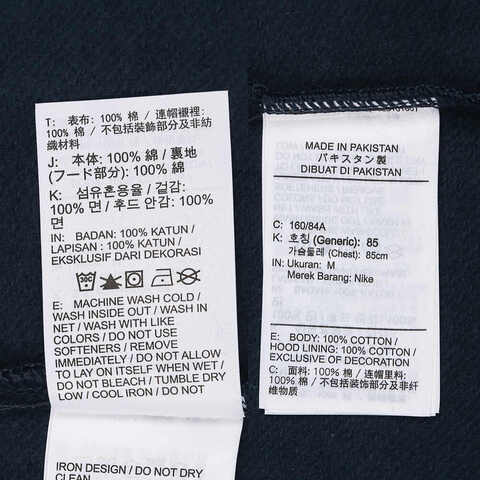 T: 表布: 100% 棉 / 連帽襯裡:
100% 棉 / 不包括裝飾部分及非紡
織材料
J: 本体: 100% 綿 / 裏地
(フード部分): 100% 綿
K: 섬유혼용율 / 겉감:
100% 면 / 후드 안감: 100%
면
IN: BADAN: 100% KATUN /
LAPISAN: 100% KATUN /
EKSKLUSIF DARI DEKORASI
30C
E: MACHINE WASH COLD /
WASH INSIDE OUT / WASH IN
NET / WASH WITH LIKE
COLORS / DO NOT USE
SOFTENERS / REMOVE
IMMEDIATELY / DO NOT ALLOW
TO LAY ON ITSELF WHEN WET /
DO NOT BLEACH / TUMBLE DRY
LOW / COOL IRON / DO NOT
IRON DESIGN / DO NOT DRY
CLEAN
MADE IN PAKISTAN
パキスタン製
DIBUAT DI PAKISTAN
C: 160/84A
K: 호칭 (Generic): 85
가슴둘레 (Chest): 85cm
IN: Ukuran: M
Merek Barang: Nike
E: BODY: 100% COTTON /
HOOD LINING: 100% COTTON /
EXCLUSIVE OF DECORATION
C: 面料: 100% 棉 / 连帽里料:
100% 棉 / 不包括装饰部分及非纤
维物质